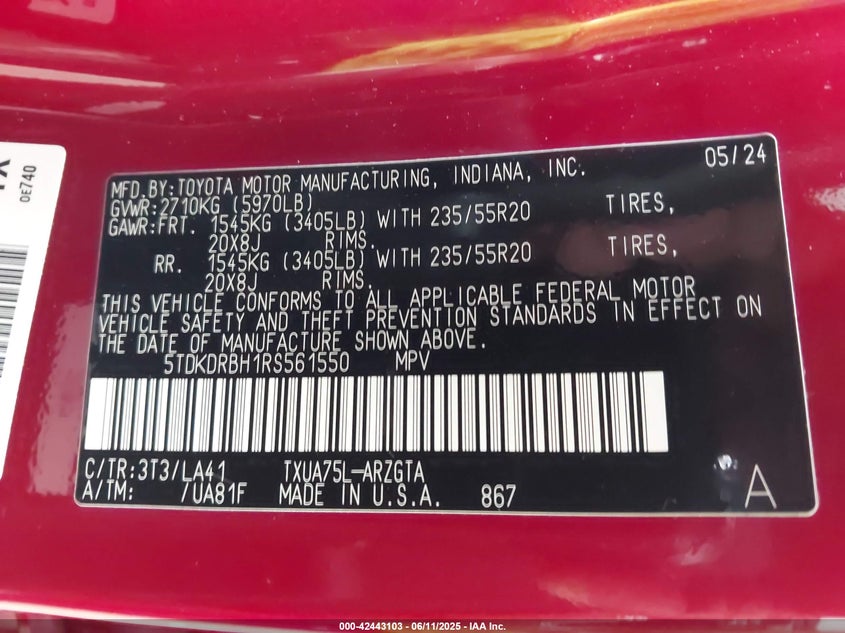 MFD.BY:TOYOTA MOTOR MANUFACTURING, INDIANA, INC. 05/24
GVWR:2710KG (5970LB)
GAWR:FRT. 1545KG (3405LB) WITH 235/55R20 TIRES,
20X8J RIMS.
RR. 1545KG (3405LB) WITH 235/55R20 TIRES,
20X8J RIMS.
THIS VEHICLE CONFORMS TO ALL APPLICABLE FEDERAL MOTOR
VEHICLE SAFETY AND THEFT PREVENTION STANDARDS IN EFFECT ON
THE DATE OF MANUFACTURE SHOWN ABOVE.
5TDKDRBH1RS561550 MPV
C/TR:3T3/LA41 TXUA75L-ARZGTA
A/TM: /UA81F MADE IN U.S.A. 867 A
0E740
000-42443103 - 06/11/2025 - IAA Inc.